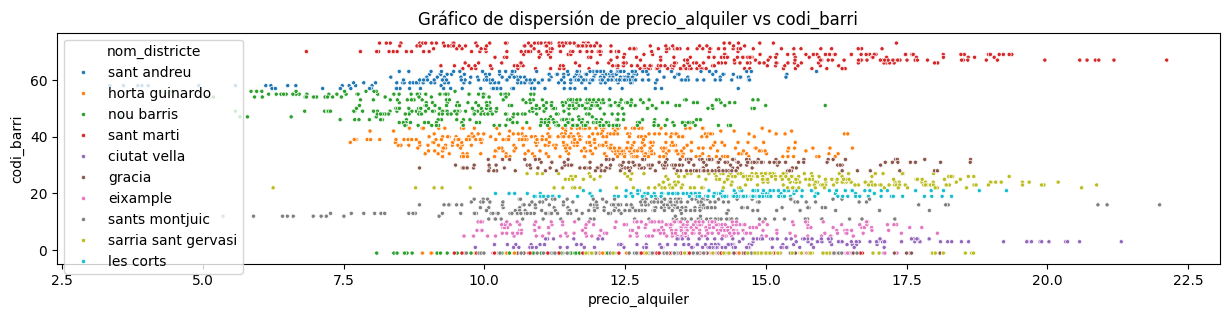 Gráfico de dispersión de precio_alquiler vs codi_barri
nom_districte
sant andreu
horta guinardo
nou barris
sant marti
ciutat vella
gracia
eixample
sants montjuic
sarria sant gervasi
les corts
codi_barri
60
40
20
0
2.5 5.0 7.5 10.0 12.5 15.0 17.5 20.0 22.5
precio_alquiler